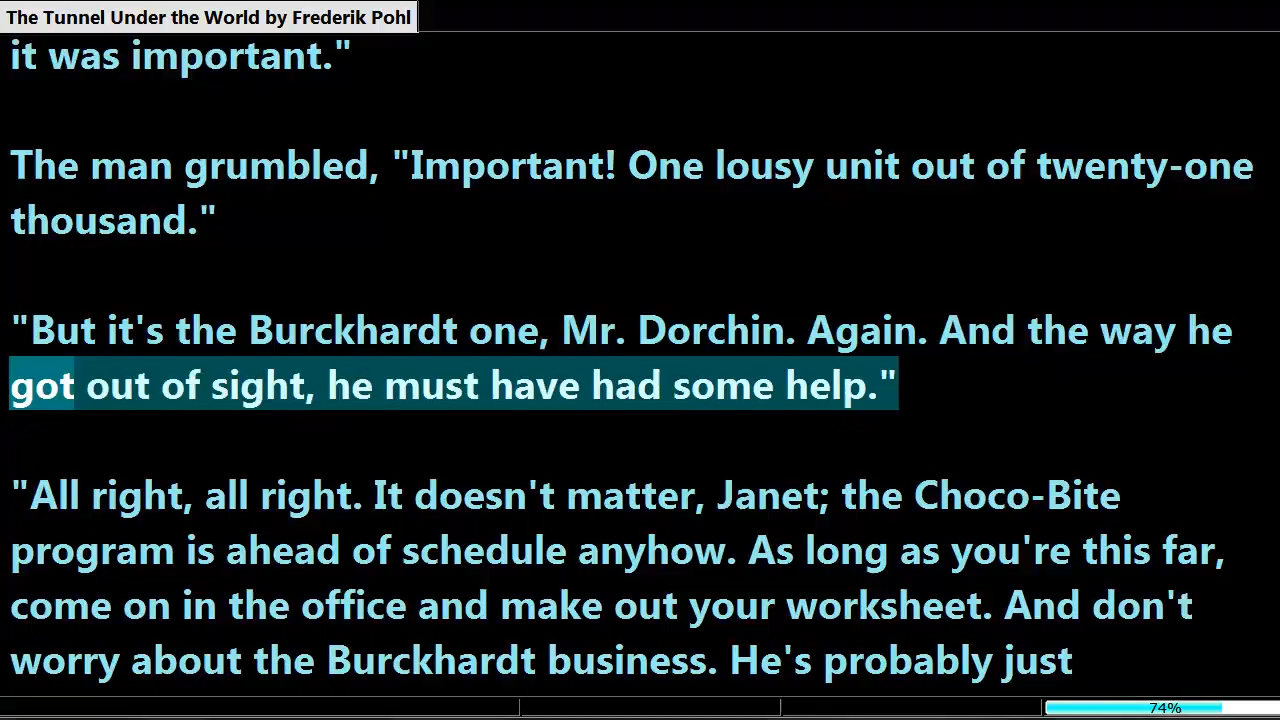 The Tunnel Under the World by Frederik Pohl
it was important."
The man grumbled, "Important! One lousy unit out of twenty-one
thousand."
"But it's the Burckhardt one, Mr. Dorchin. Again. And the way he
got out of sight, he must have had some help."
"All right, all right. It doesn't matter, Janet; the Choco-Bite
program is ahead of schedule anyhow. As long as you're this far,
come on in the office and make out your worksheet. And don't
worry about the Burckhardt business. He's probably just
74%